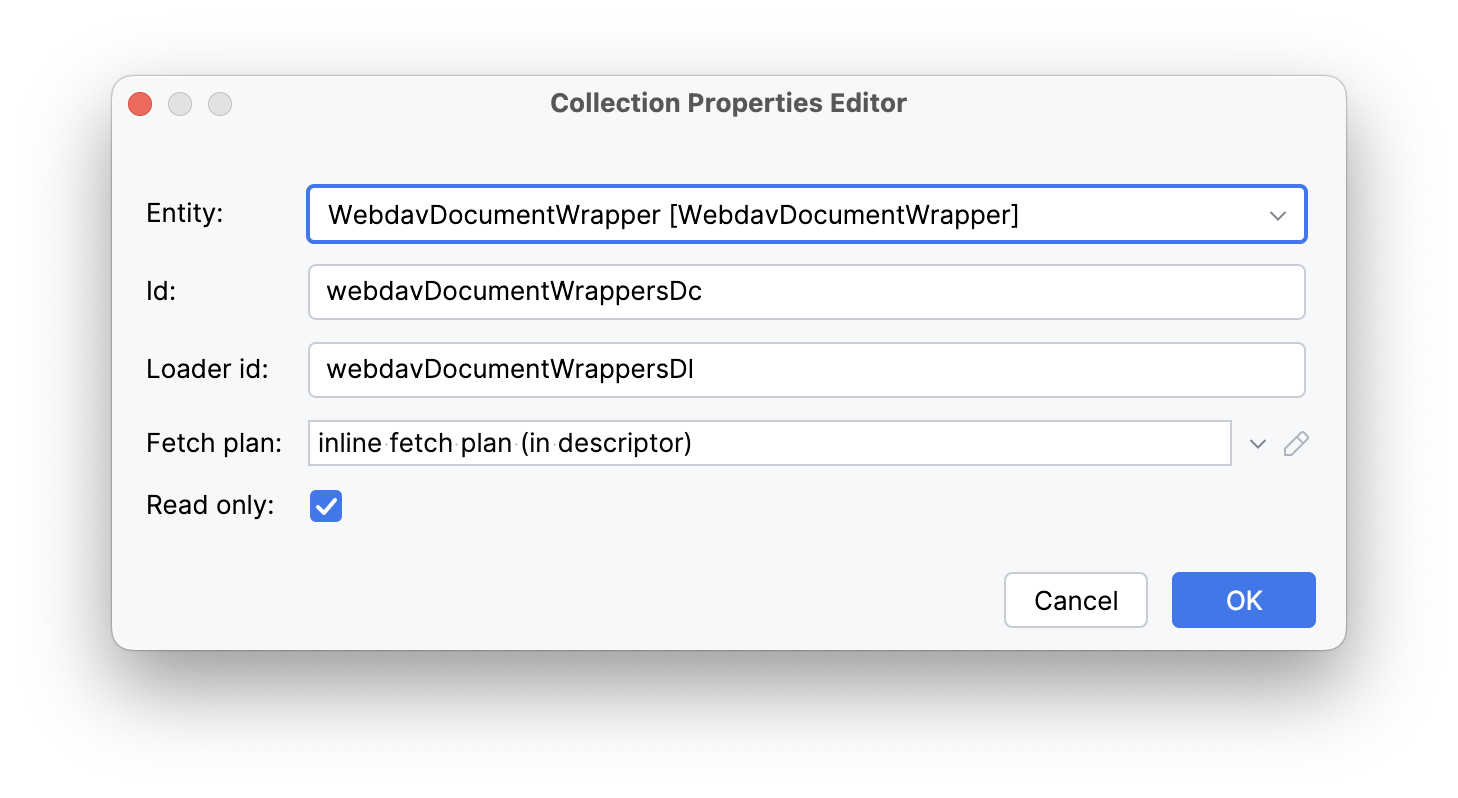 Collection Properties Editor
Entity: WebdavDocumentWrapper [WebdavDocumentWrapper]
Id: webdavDocumentWrappersDc
Loader id: webdavDocumentWrappersDl
Fetch plan: inline fetch plan (in descriptor)
Read only:
Cancel OK